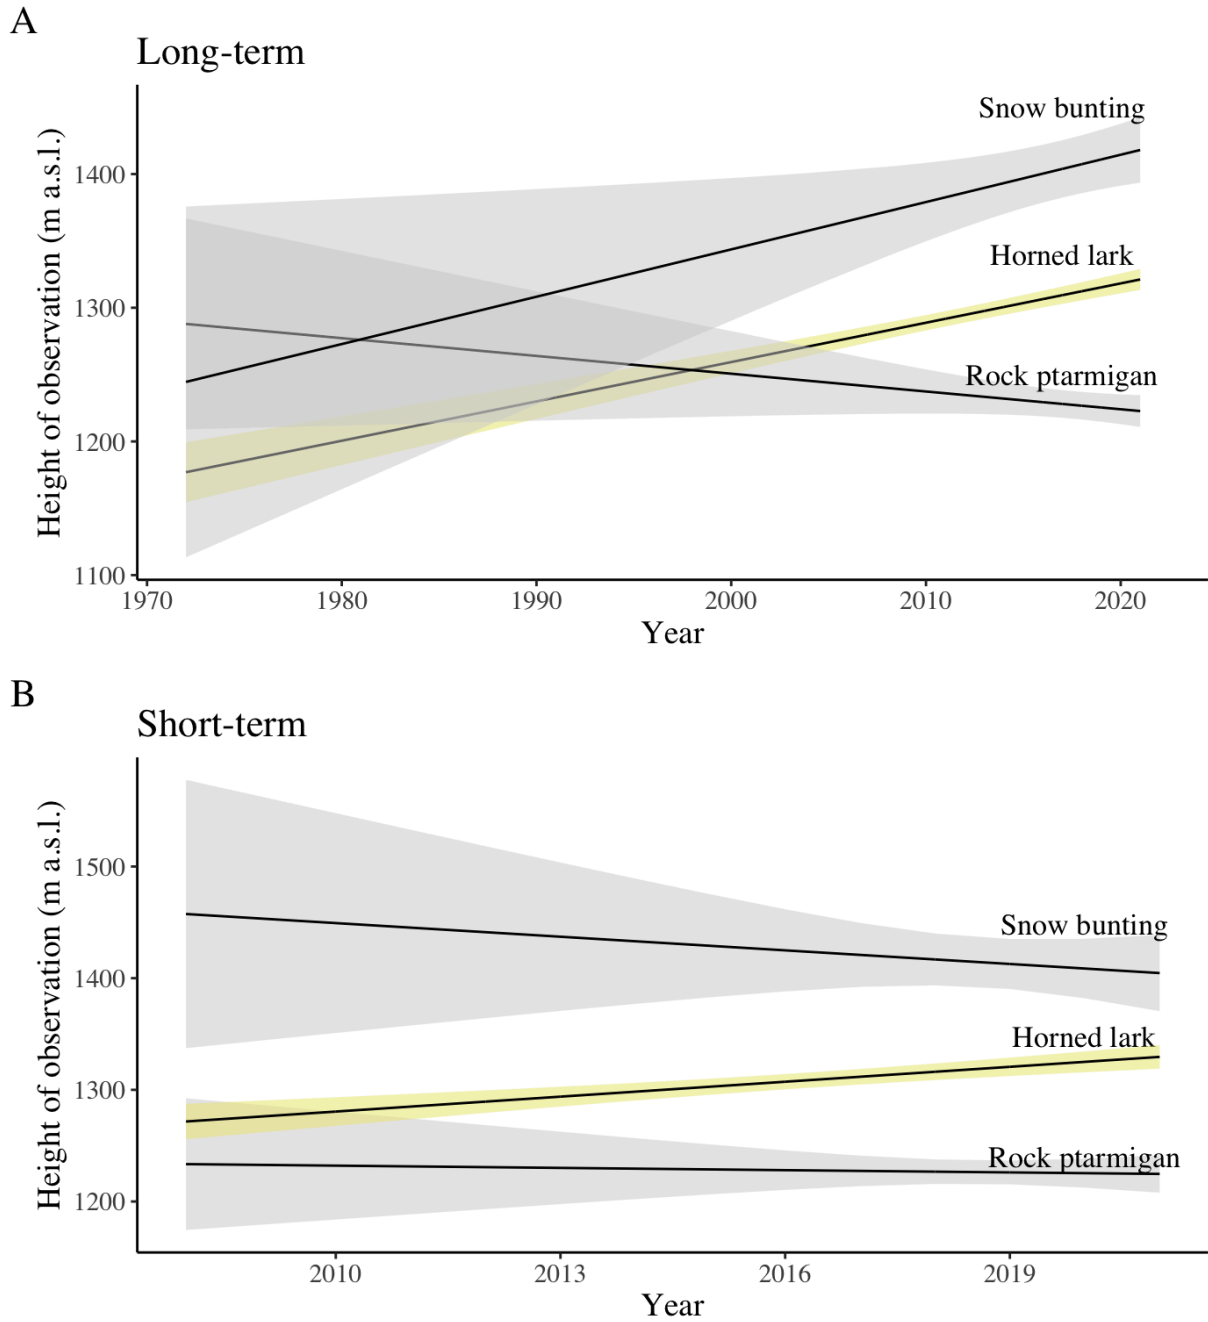 A
Long-term
Height of observation (m a.s.l.)
1400
1300
1200
1100
Snow bunting
Horned lark
Rock ptarmigan
1970 1980 1990 2000 2010 2020
Year
B
Short-term
Height of observation (m a.s.l.)
1500
1400
1300
1200
Snow bunting
Horned lark
Rock ptarmigan
2010 2013 2016 2019
Year